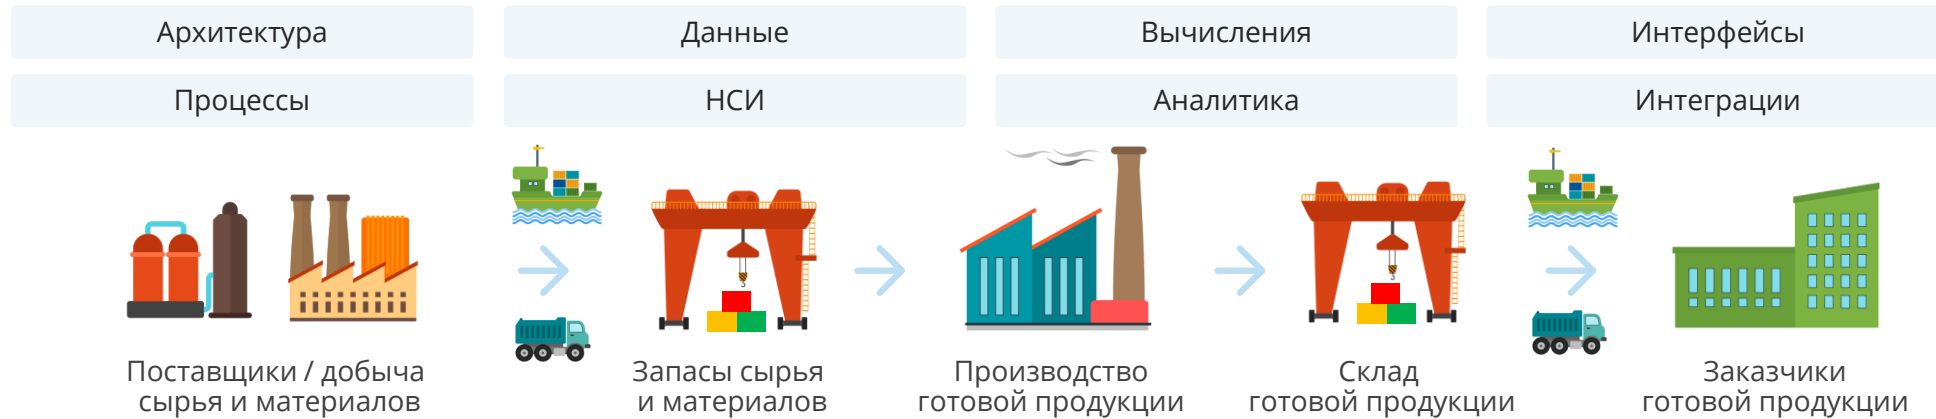 Архитектура
Данные
Вычисления
Интерфейсы
Процессы
НСИ
Аналитика
Интеграции
Поставщики / добыча
сырья и материалов
Запасы сырья
и материалов
Производство
готовой продукции
Склад
готовой продукции
Заказчики
готовой продукции